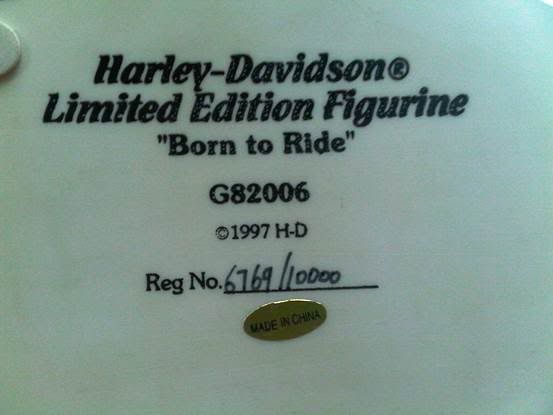 Harley-Davidson®
Limited Edition Figurine
"Born to Ride"
G82006
©1997 H-D
Reg No. 6769/10000
MADE IN CHINA